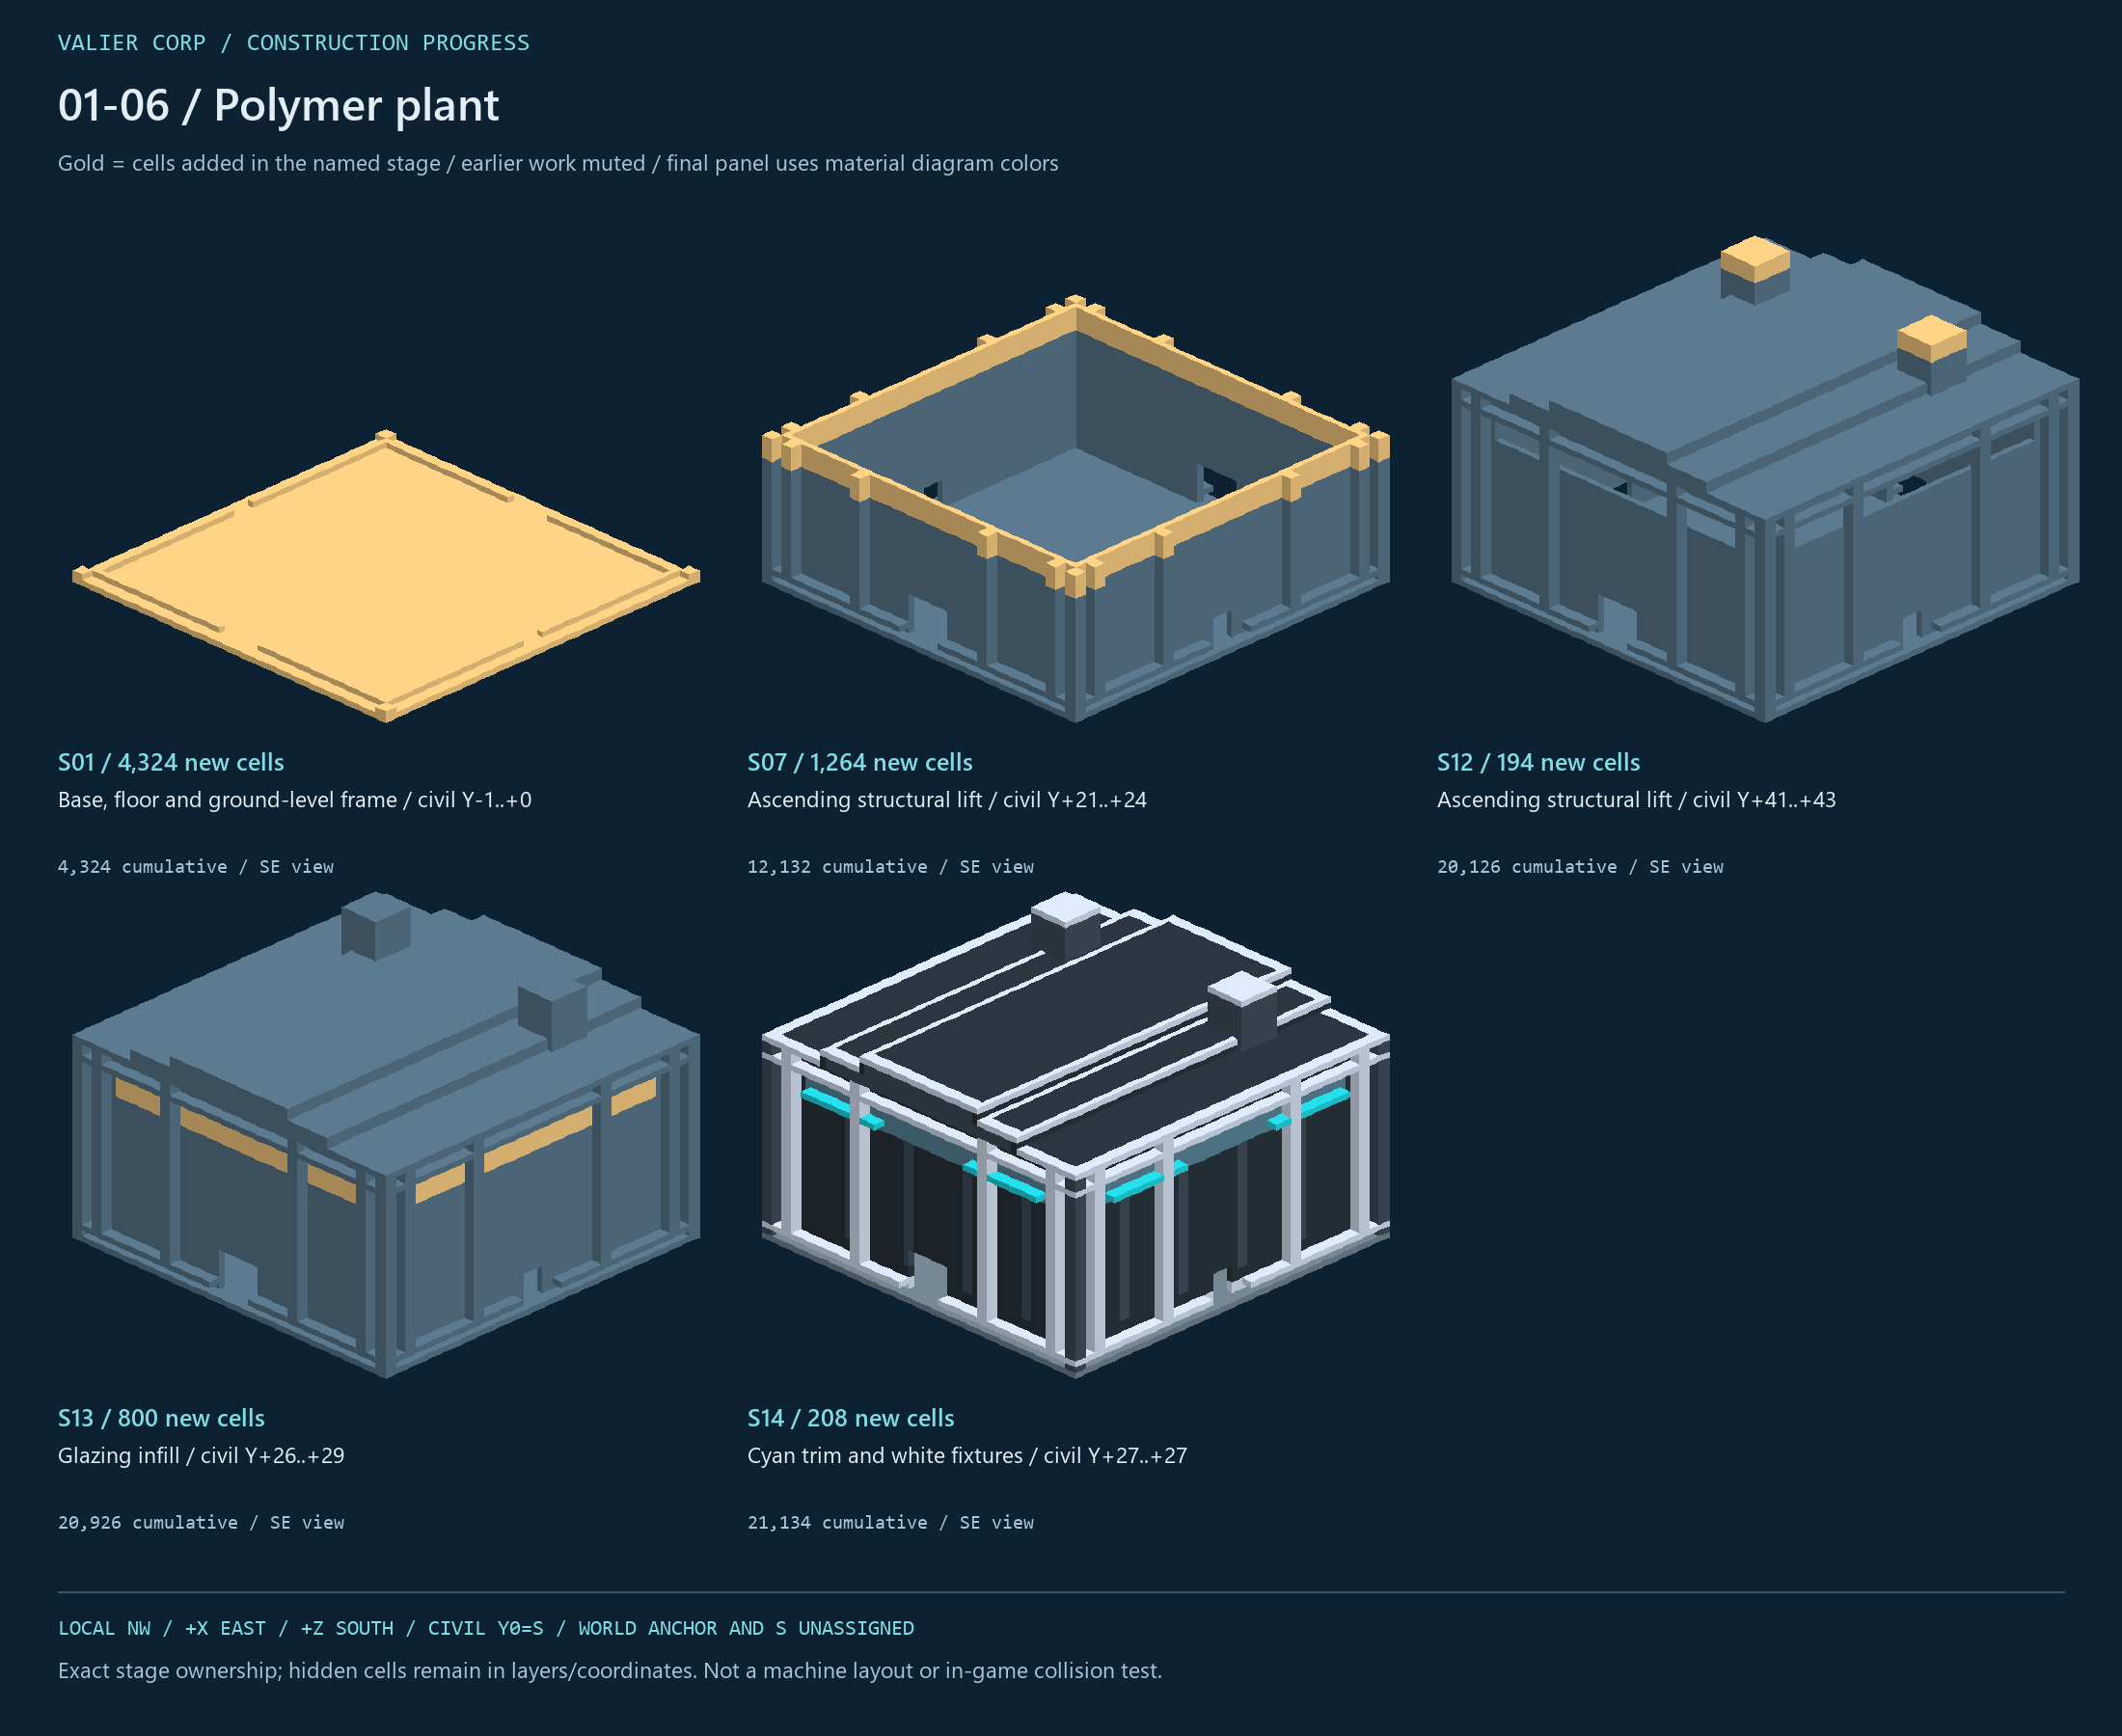 VALIER CORP / CONSTRUCTION PROGRESS
01-06 / Polymer plant
Gold = cells added in the named stage / earlier work muted / final panel uses material diagram colors
S01 / 4,324 new cells
Base, floor and ground-level frame / civil Y-1..+0
4,324 cumulative / SE view
S07 / 1,264 new cells
Ascending structural lift / civil Y+21..+24
12,132 cumulative / SE view
S12 / 194 new cells
Ascending structural lift / civil Y+41..+43
20,126 cumulative / SE view
S13 / 800 new cells
Glazing infill / civil Y+26..+29
20,926 cumulative / SE view
S14 / 208 new cells
Cyan trim and white fixtures / civil Y+27..+27
21,134 cumulative / SE view
LOCAL NW / +X EAST / +Z SOUTH / CIVIL Y0=S / WORLD ANCHOR AND S UNASSIGNED
Exact stage ownership; hidden cells remain in layers/coordinates. Not a machine layout or in-game collision test.